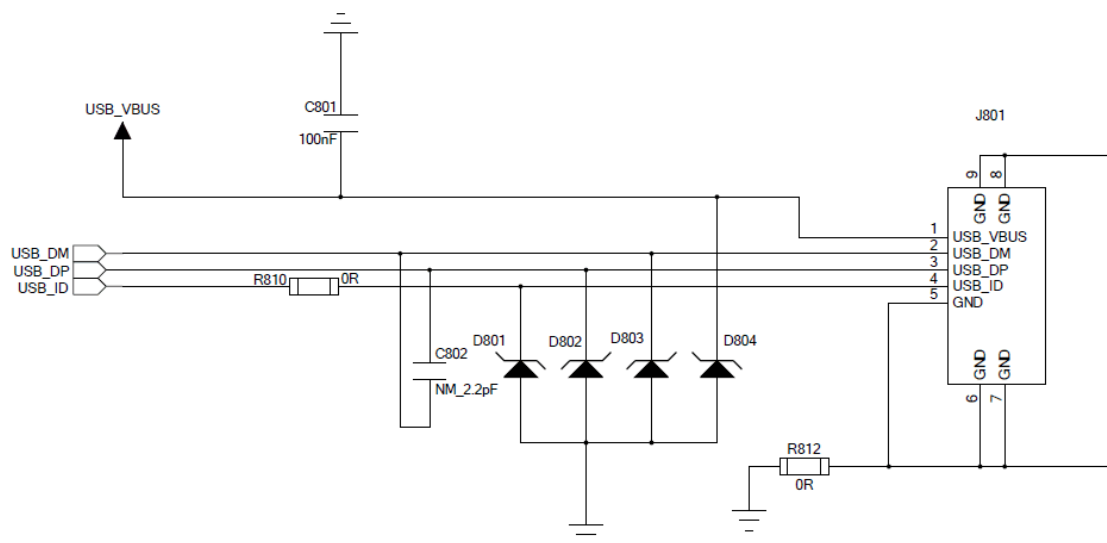 C801
100nF
USB_VBUS
J801
9
8
GND
GND
1
USB_VBUS
2
USB_DM
3
USB_DP
4
USB_ID
5
GND
USB_DM
USB_DP
USB_ID
R810
0R
C802
NM_2.2pF
D801
D802
D803
D804
GND
GND
6
7
R812
0R